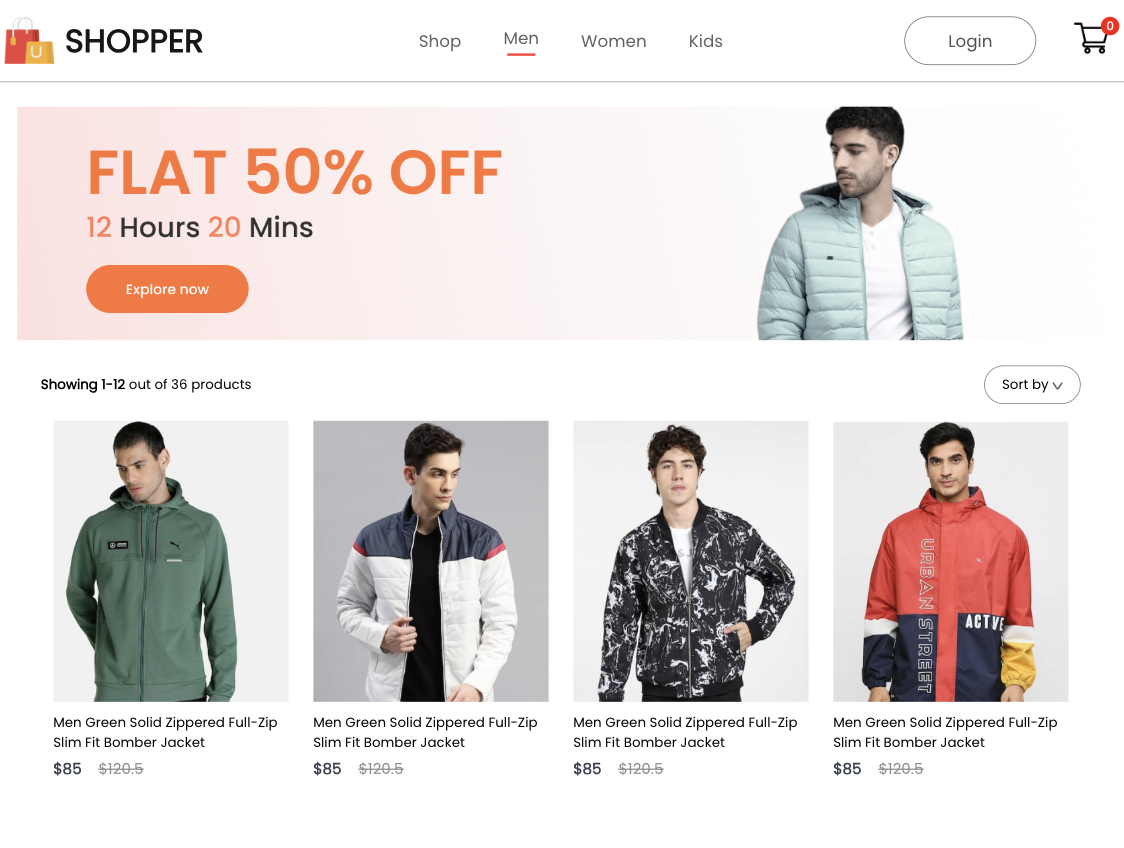 U
SHOPPER
Shop
Men
Women
Kids
Login
0
FLAT 50% OFF
12 Hours 20 Mins
Explore now
Showing 1-12 out of 36 products
Sort by
URBAN STREET
ACTIVE
Men Green Solid Zippered Full-Zip
Slim Fit Bomber Jacket
$85 $120.5
Men Green Solid Zippered Full-Zip
Slim Fit Bomber Jacket
$85 $120.5
Men Green Solid Zippered Full-Zip
Slim Fit Bomber Jacket
$85 $120.5
Men Green Solid Zippered Full-Zip
Slim Fit Bomber Jacket
$85 $120.5